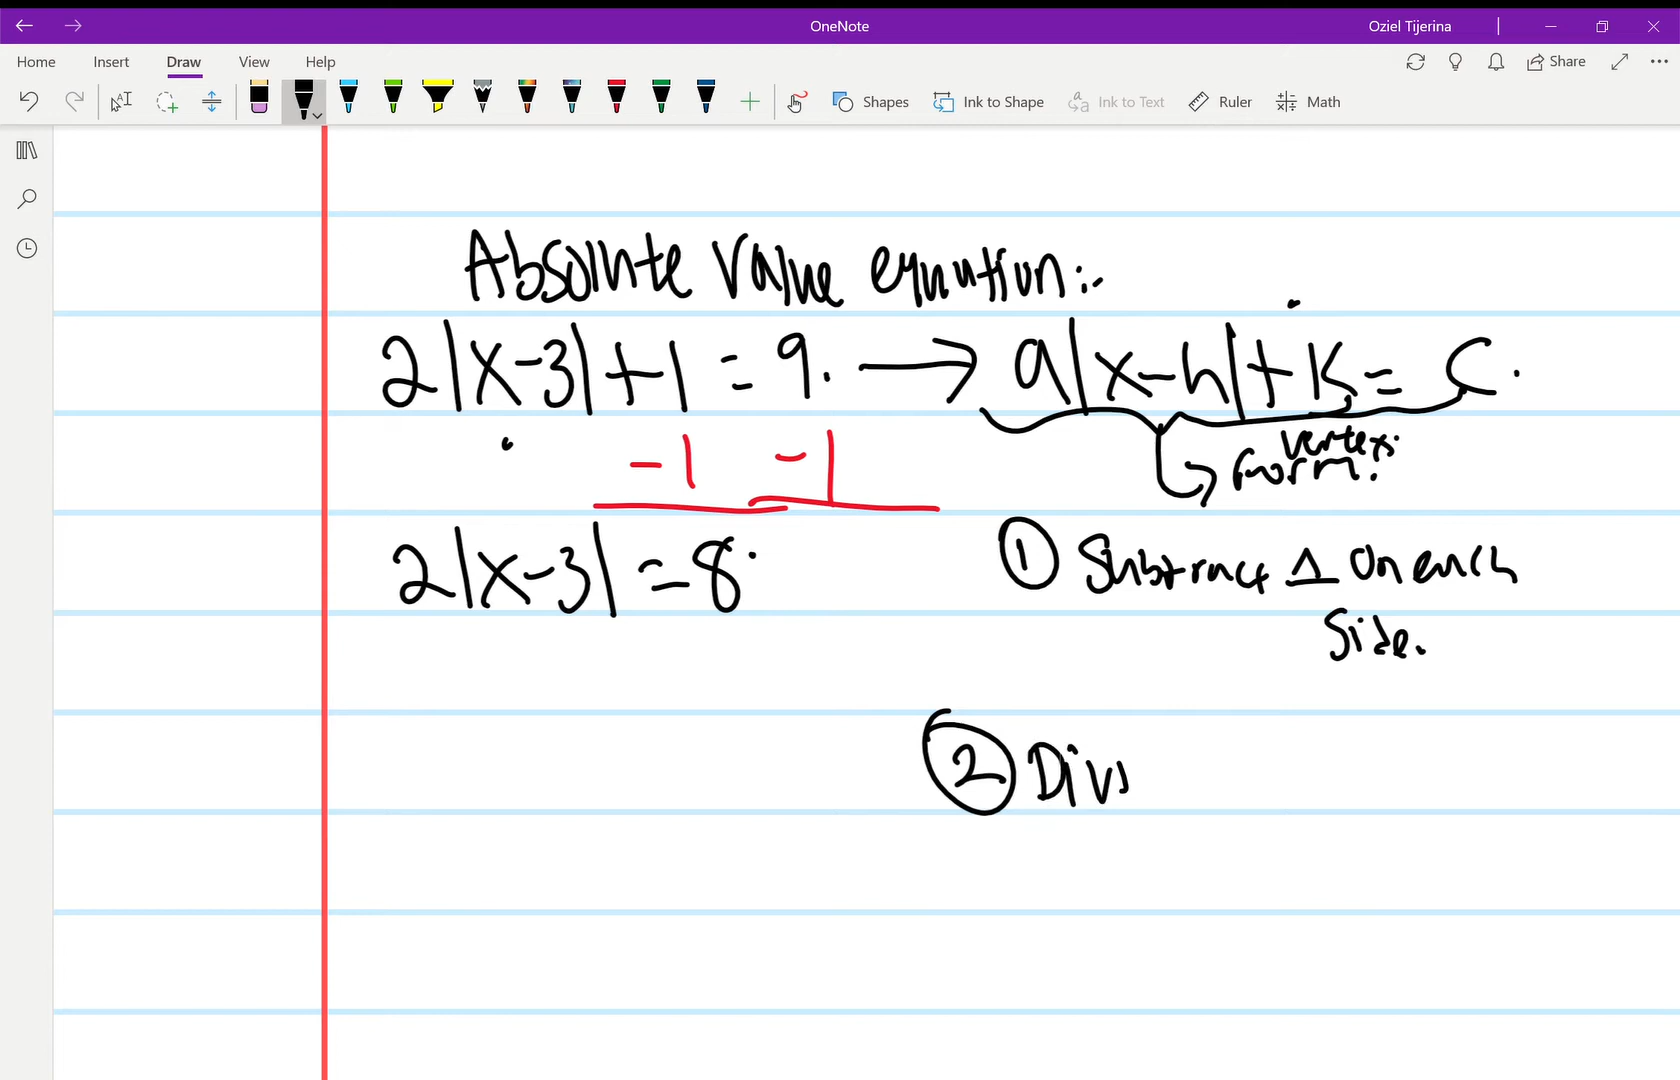 OneNote
Oziel Tijerina
Home Insert Draw View Help
Share
Shapes Ink to Shape Ink to Text Ruler Math
Absolute Value equation:
2|x-3|+1 = 9. → a|x-h|+k = c.
-1 -1
vertex
form.
2|x-3| = 8
① Subtract 1 on each
Side.
② Divi